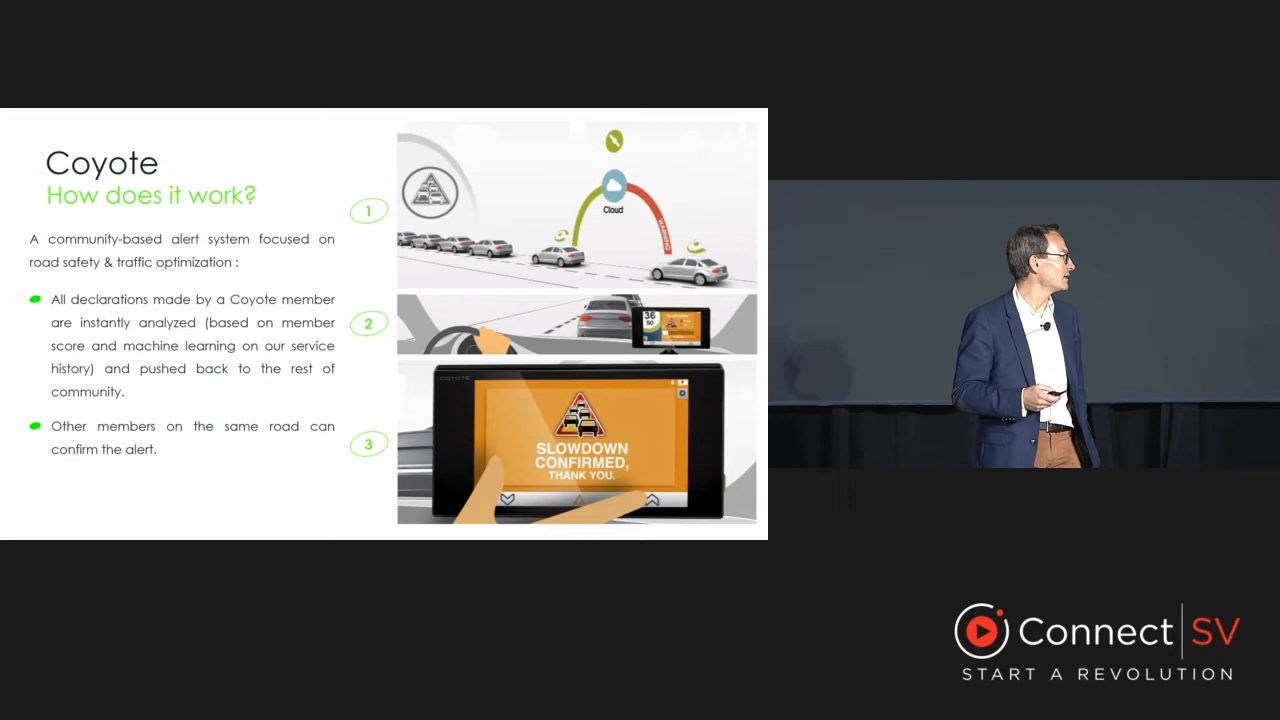 Coyote
How does it work?
A community-based alert system focused on
road safety & traffic optimization :
All declarations made by a Coyote member
are instantly analyzed (based on member
score and machine learning on our service
history) and pushed back to the rest of
community.
Other members on the same road can
confirm the alert.
1
2
3
Cloud
WARNING
36
50
COYOTE
SLOWDOWN
CONFIRMED,
THANK YOU.
Connect SV
START A REVOLUTION